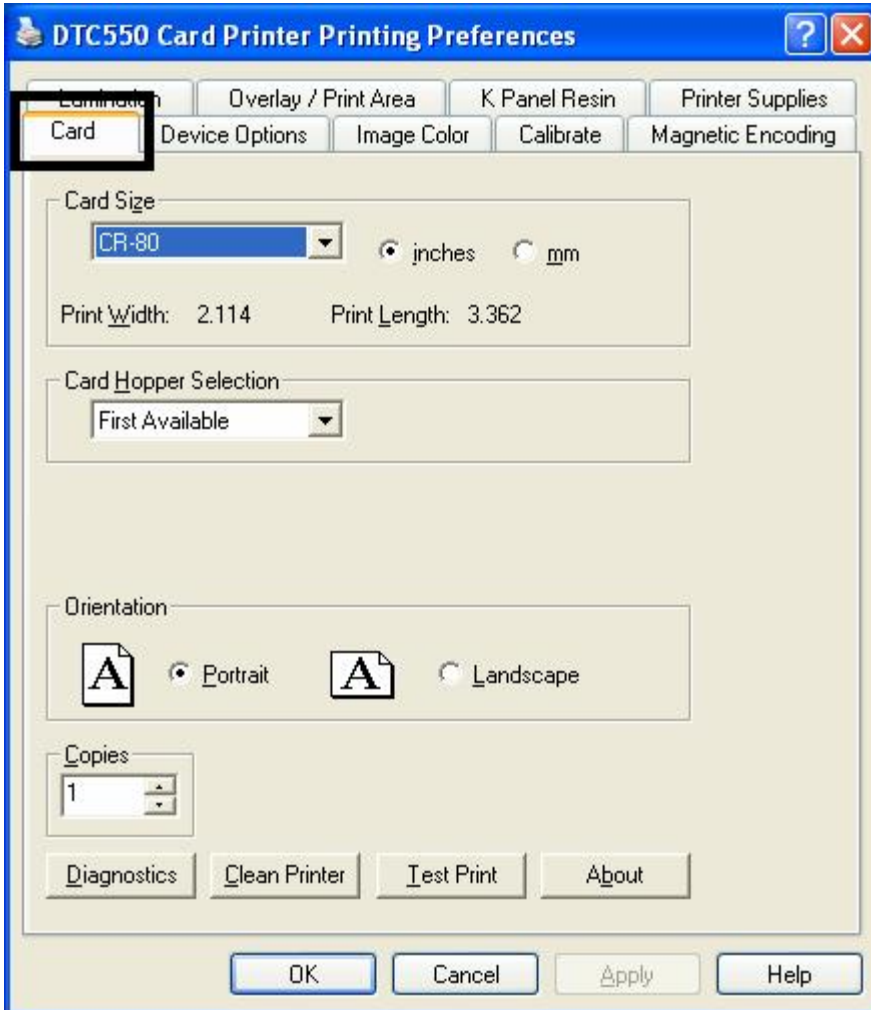 DTC550 Card Printer Printing Preferences
Lamination Overlay / Print Area K Panel Resin Printer Supplies
Card Device Options Image Color Calibrate Magnetic Encoding
Card Size
CR-80 inches mm
Print Width: 2.114 Print Length: 3.362
Card Hopper Selection
First Available
Orientation
A Portrait A Landscape
Copies
1
Diagnostics Clean Printer Test Print About
OK Cancel Apply Help